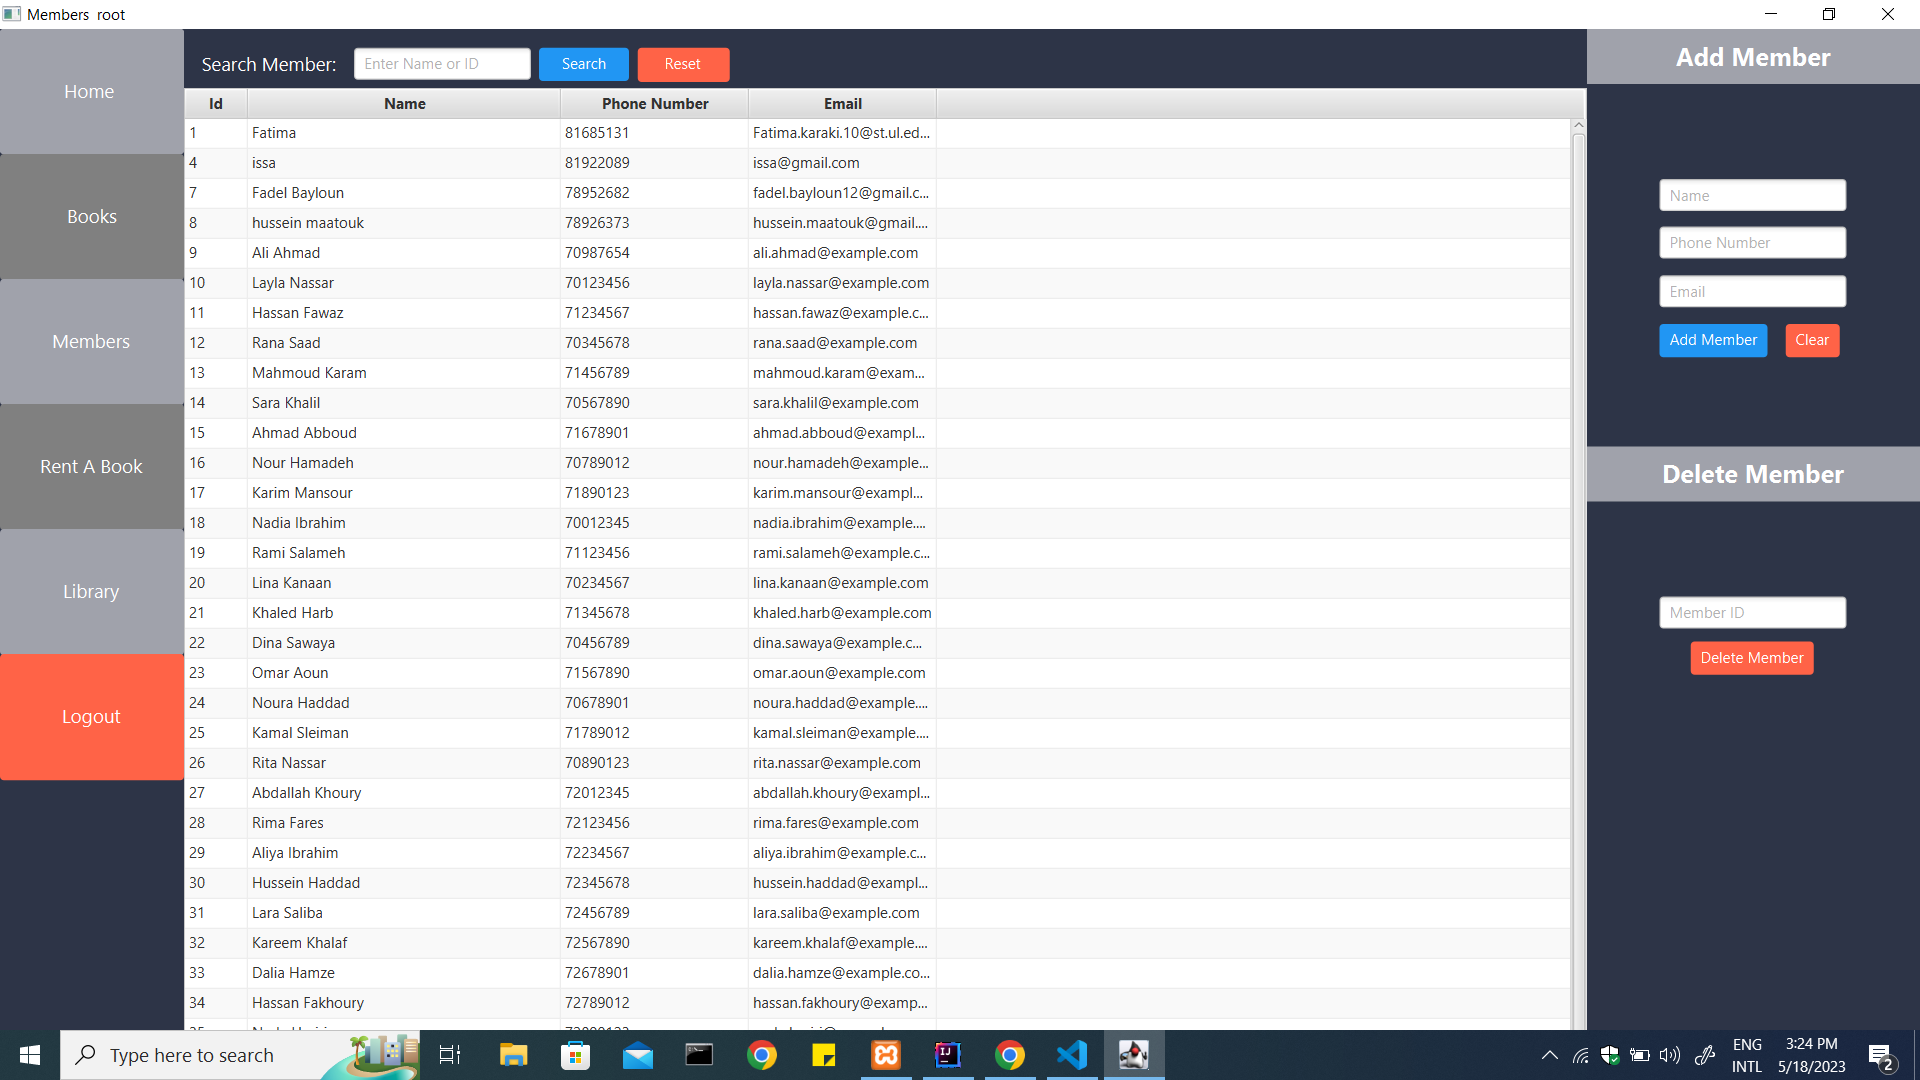 Members root
Home
Books
Members
Rent A Book
Library
Logout
Search Member: Enter Name or ID Search Reset
Id Name Phone Number Email
1 Fatima 81685131 Fatima.karaki.10@st.ul.ed...
4 issa 81922089 issa@gmail.com
7 Fadel Bayloun 78952682 fadel.bayloun12@gmail.c...
8 hussein maatouk 78926373 hussein.maatouk@gmail....
9 Ali Ahmad 70987654 ali.ahmad@example.com
10 Layla Nassar 70123456 layla.nassar@example.com
11 Hassan Fawaz 71234567 hassan.fawaz@example.c...
12 Rana Saad 70345678 rana.saad@example.com
13 Mahmoud Karam 71456789 mahmoud.karam@exam...
14 Sara Khalil 70567890 sara.khalil@example.com
15 Ahmad Abboud 71678901 ahmad.abboud@exampl...
16 Nour Hamadeh 70789012 nour.hamadeh@example...
17 Karim Mansour 71890123 karim.mansour@exampl...
18 Nadia Ibrahim 70012345 nadia.ibrahim@example....
19 Rami Salameh 71123456 rami.salameh@example.c...
20 Lina Kanaan 70234567 lina.kanaan@example.com
21 Khaled Harb 71345678 khaled.harb@example.com
22 Dina Sawaya 70456789 dina.sawaya@example.c...
23 Omar Aoun 71567890 omar.aoun@example.com
24 Noura Haddad 70678901 noura.haddad@example....
25 Kamal Sleiman 71789012 kamal.sleiman@example....
26 Rita Nassar 70890123 rita.nassar@example.com
27 Abdallah Khoury 72012345 abdallah.khoury@exampl...
28 Rima Fares 72123456 rima.fares@example.com
29 Aliya Ibrahim 72234567 aliya.ibrahim@example.c...
30 Hussein Haddad 72345678 hussein.haddad@exampl...
31 Lara Saliba 72456789 lara.saliba@example.com
32 Kareem Khalaf 72567890 kareem.khalaf@example....
33 Dalia Hamze 72678901 dalia.hamze@example.co...
34 Hassan Fakhoury 72789012 hassan.fakhoury@examp...
Add Member
Name
Phone Number
Email
Add Member Clear
Delete Member
Member ID
Delete Member
Type here to search
ENG
INTL
3:24 PM
5/18/2023
2